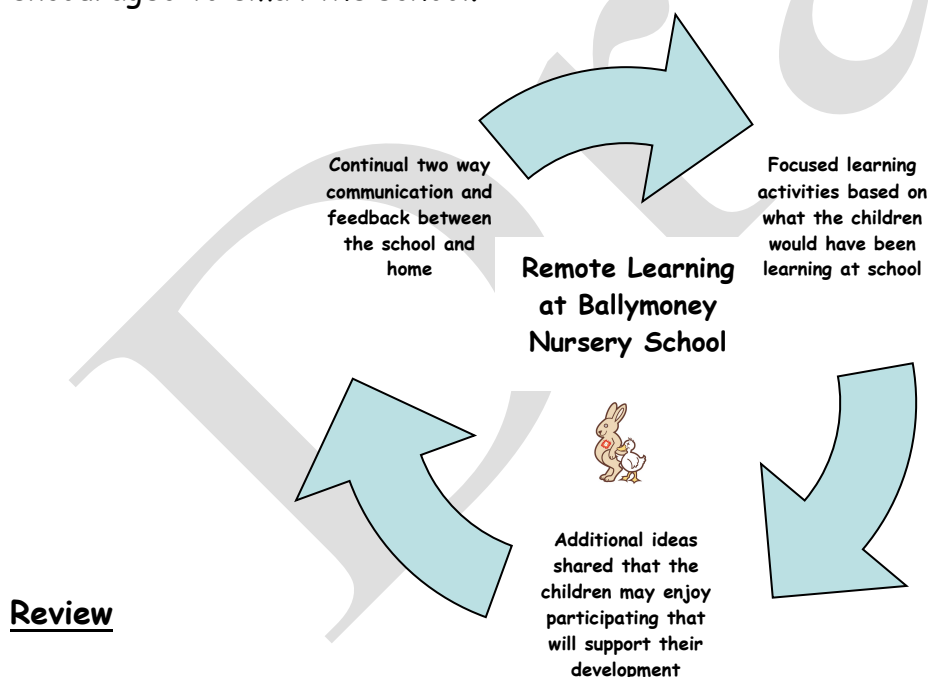 Continual two way
communication and
feedback between
the school and
home
Focused learning
activities based on
what the children
would have been
learning at school
Remote Learning
at Ballymoney
Nursery School
Additional ideas
shared that the
children may enjoy
participating that
will support their
development
Review